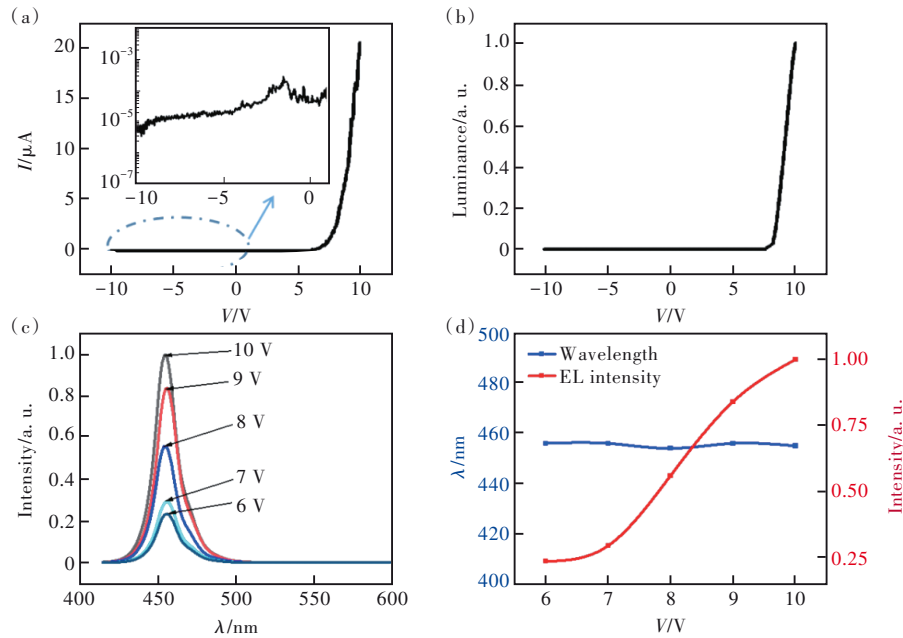 (a)
20
15
10
5
0
I/μA
10⁻³
10⁻⁵
10⁻⁷
-10
-5
0
-10
-5
0
5
10
V/V
(b)
1.0
0.8
0.6
0.4
0.2
0
Luminance/a. u.
-10
-5
0
5
10
V/V
(c)
1.0
0.8
0.6
0.4
0.2
0
Intensity/a. u.
10 V
9 V
8 V
7 V
6 V
400
450
500
550
600
λ/nm
(d)
500
480
460
440
420
400
λ/nm
Wavelength
EL intensity
1.00
0.75
0.50
0.25
Intensity/a. u.
6
7
8
9
10
V/V